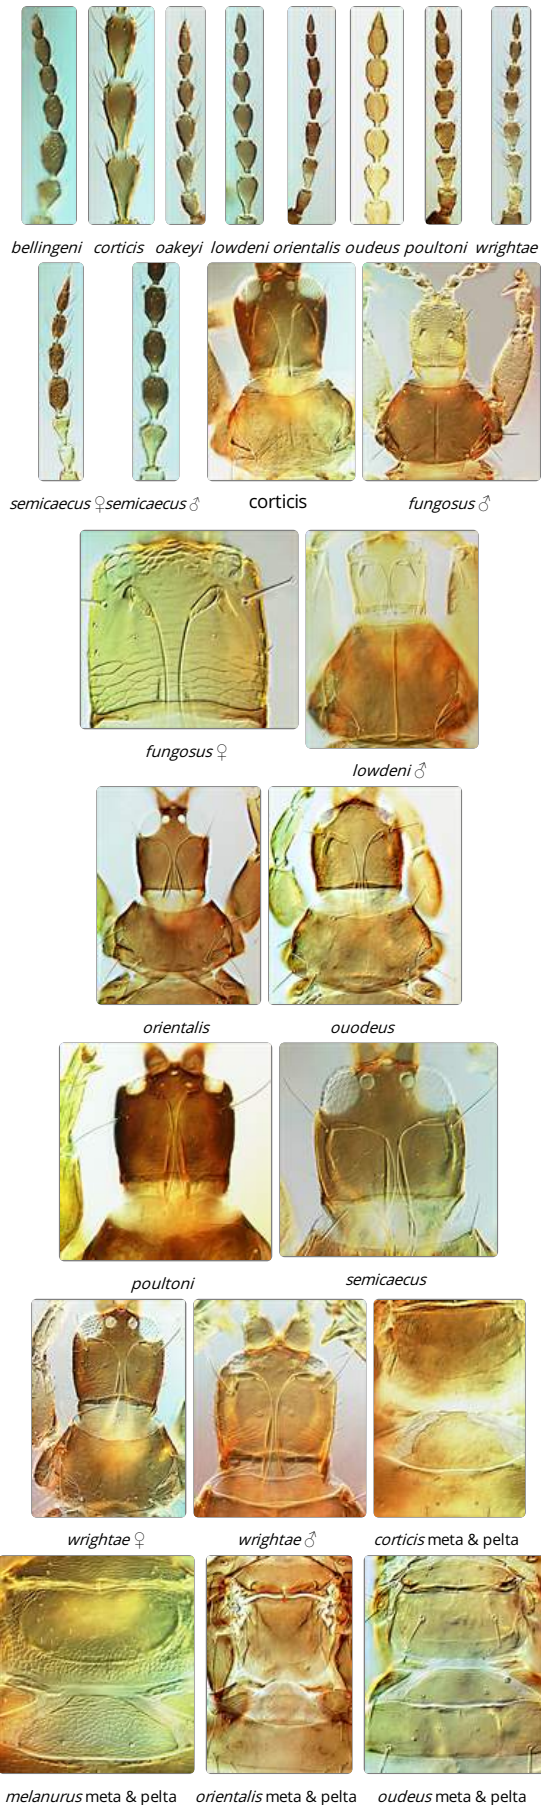 bellingeni corticis oakeyi lowdeni orientalis oudeus poultoni wrightae
semicaecus ♀ semicaecus ♂ corticis fungosus ♂
fungosus ♀
lowdeni ♂
orientalis ouodeus
poultoni semicaecus
wrightae ♀ wrightae ♂ corticis meta & pelta
melanurus meta & pelta orientalis meta & pelta oudeus meta & pelta